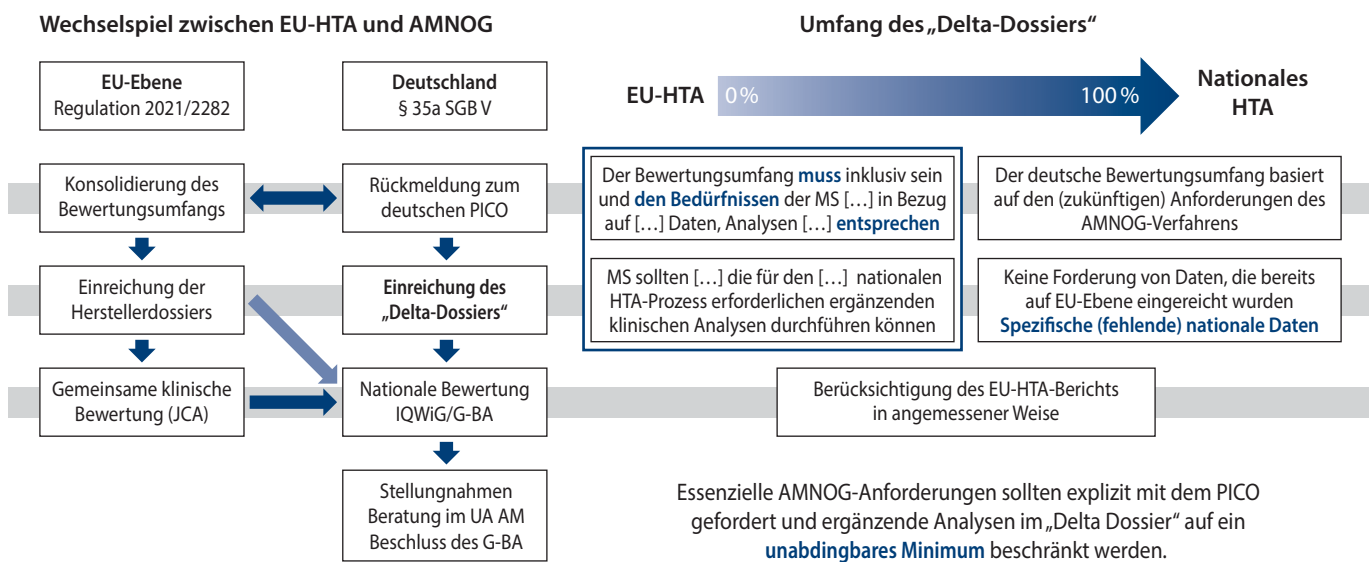 Wechselspiel zwischen EU-HTA und AMNOG
EU-Ebene
Regulation 2021/2282
Deutschland
§ 35a SGB V
Konsolidierung des
Bewertungsumfangs
Rückmeldung zum
deutschen PICO
Einreichung der
Herstellerdossiers
Einreichung des
„Delta-Dossiers“
Gemeinsame klinische
Bewertung (JCA)
Nationale Bewertung
IQWiG/G-BA
Stellungnahmen
Beratung im UA AM
Beschluss des G-BA
Umfang des „Delta-Dossiers“
EU-HTA
0 %
100 %
Nationales
HTA
Der Bewertungsumfang muss inklusiv sein
und den Bedürfnissen der MS […] in Bezug
auf […] Daten, Analysen […] entsprechen
Der deutsche Bewertungsumfang basiert
auf den (zukünftigen) Anforderungen des
AMNOG-Verfahrens
MS sollten […] die für den […] nationalen
HTA-Prozess erforderlichen ergänzenden
klinischen Analysen durchführen können
Keine Forderung von Daten, die bereits
auf EU-Ebene eingereicht wurden
Spezifische (fehlende) nationale Daten
Berücksichtigung des EU-HTA-Berichts
in angemessener Weise
Essenzielle AMNOG-Anforderungen sollten explizit mit dem PICO
gefordert und ergänzende Analysen im „Delta Dossier“ auf ein
unabdingbares Minimum beschränkt werden.